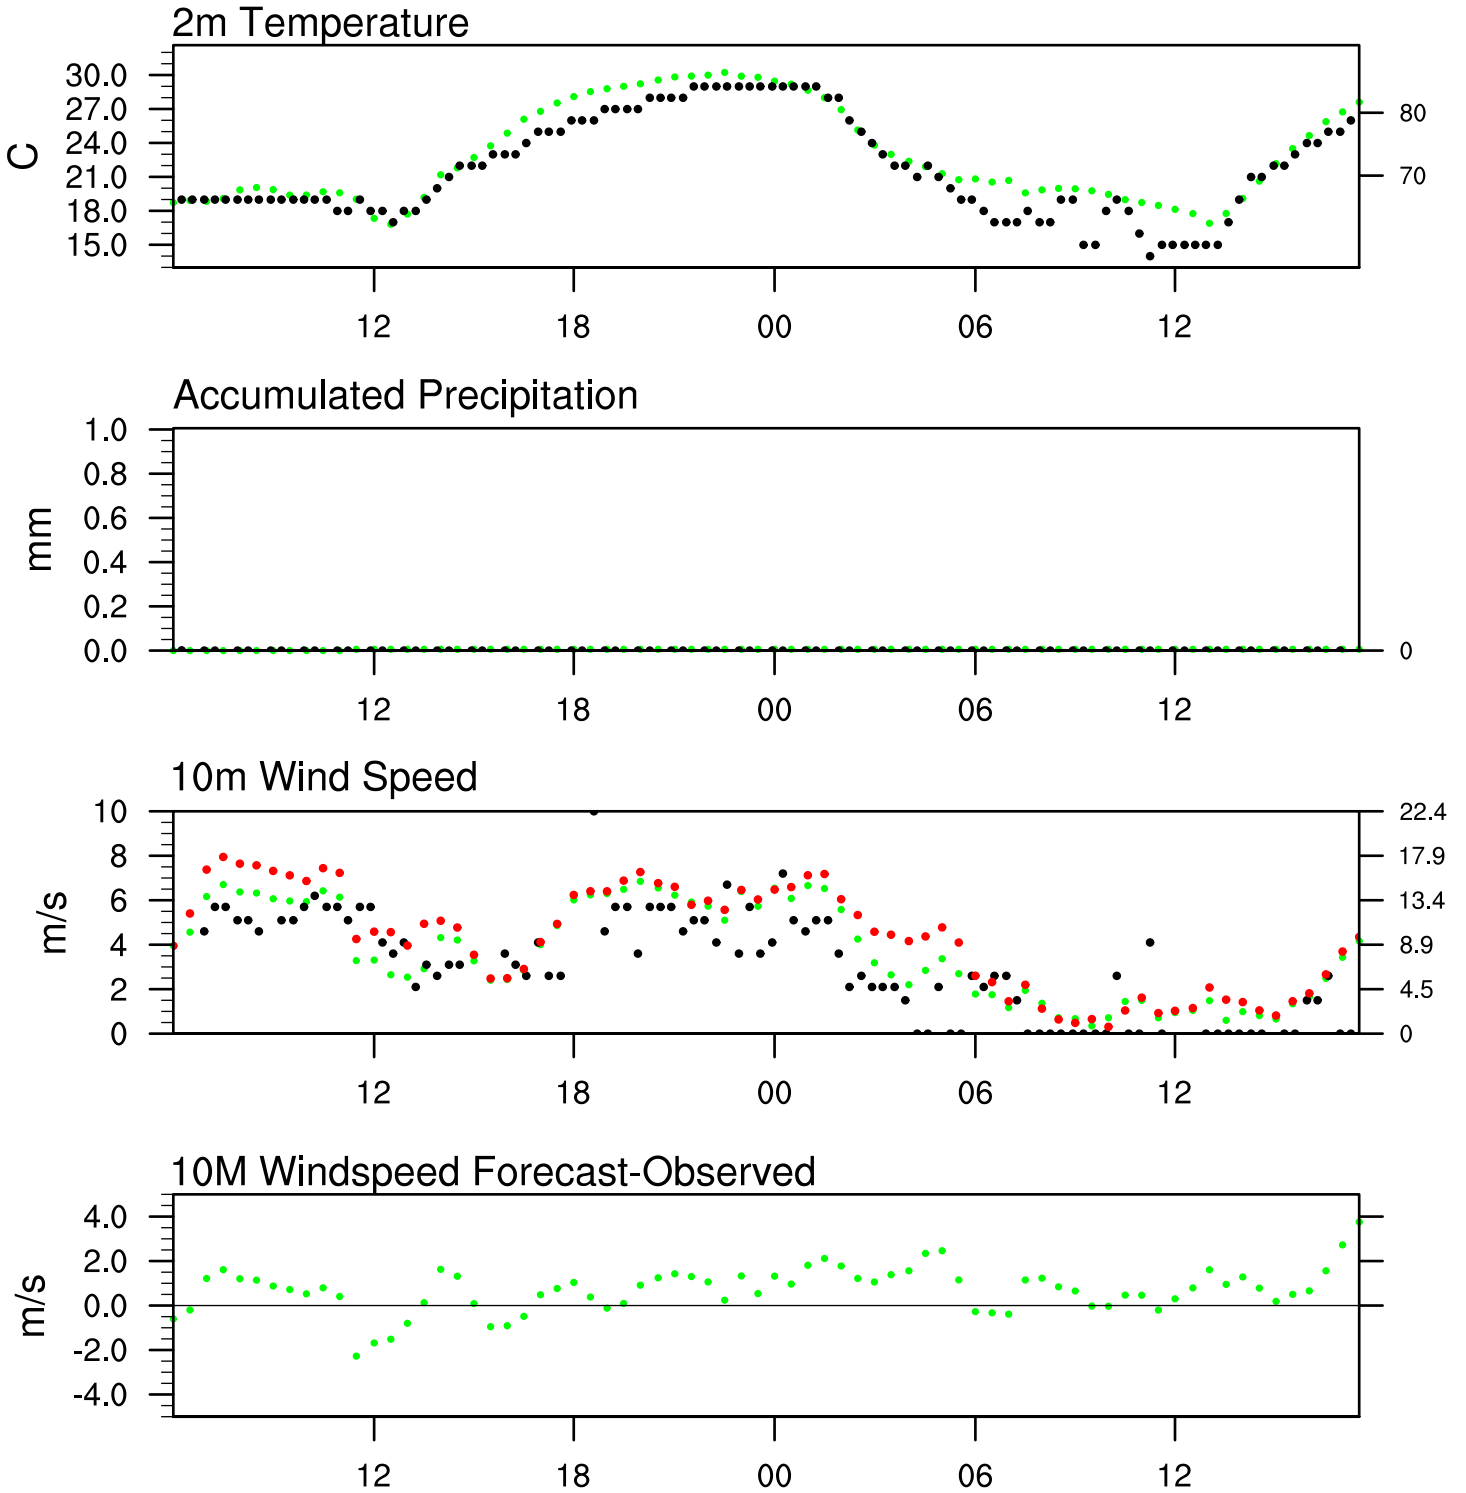 2m Temperature
30.0
27.0
24.0
21.0
18.0
15.0
C
80
70
12 18 00 06 12
Accumulated Precipitation
1.0
0.8
0.6
0.4
0.2
0.0
mm
0
12 18 00 06 12
10m Wind Speed
10
8
6
4
2
0
m/s
22.4
17.9
13.4
8.9
4.5
0
12 18 00 06 12
10M Windspeed Forecast-Observed
4.0
2.0
0.0
-2.0
-4.0
m/s
12 18 00 06 12